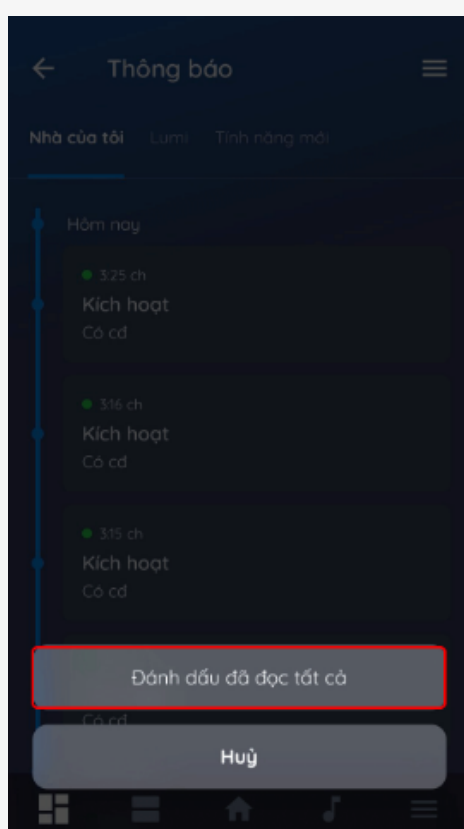 Thông báo
Nhà của tôi Lumi Tính năng mới
Hôm nay
3:25 ch
Kích hoạt
Có cđ
3:16 ch
Kích hoạt
Có cđ
3:15 ch
Kích hoạt
Có cđ
Đánh dấu đã đọc tất cả
Có cđ
Huỷ